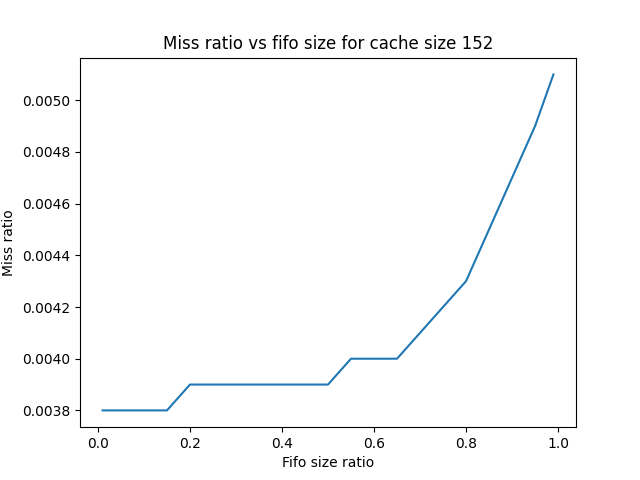 Miss ratio vs fifo size for cache size 152
Miss ratio
0.0050
0.0048
0.0046
0.0044
0.0042
0.0040
0.0038
0.0 0.2 0.4 0.6 0.8 1.0
Fifo size ratio